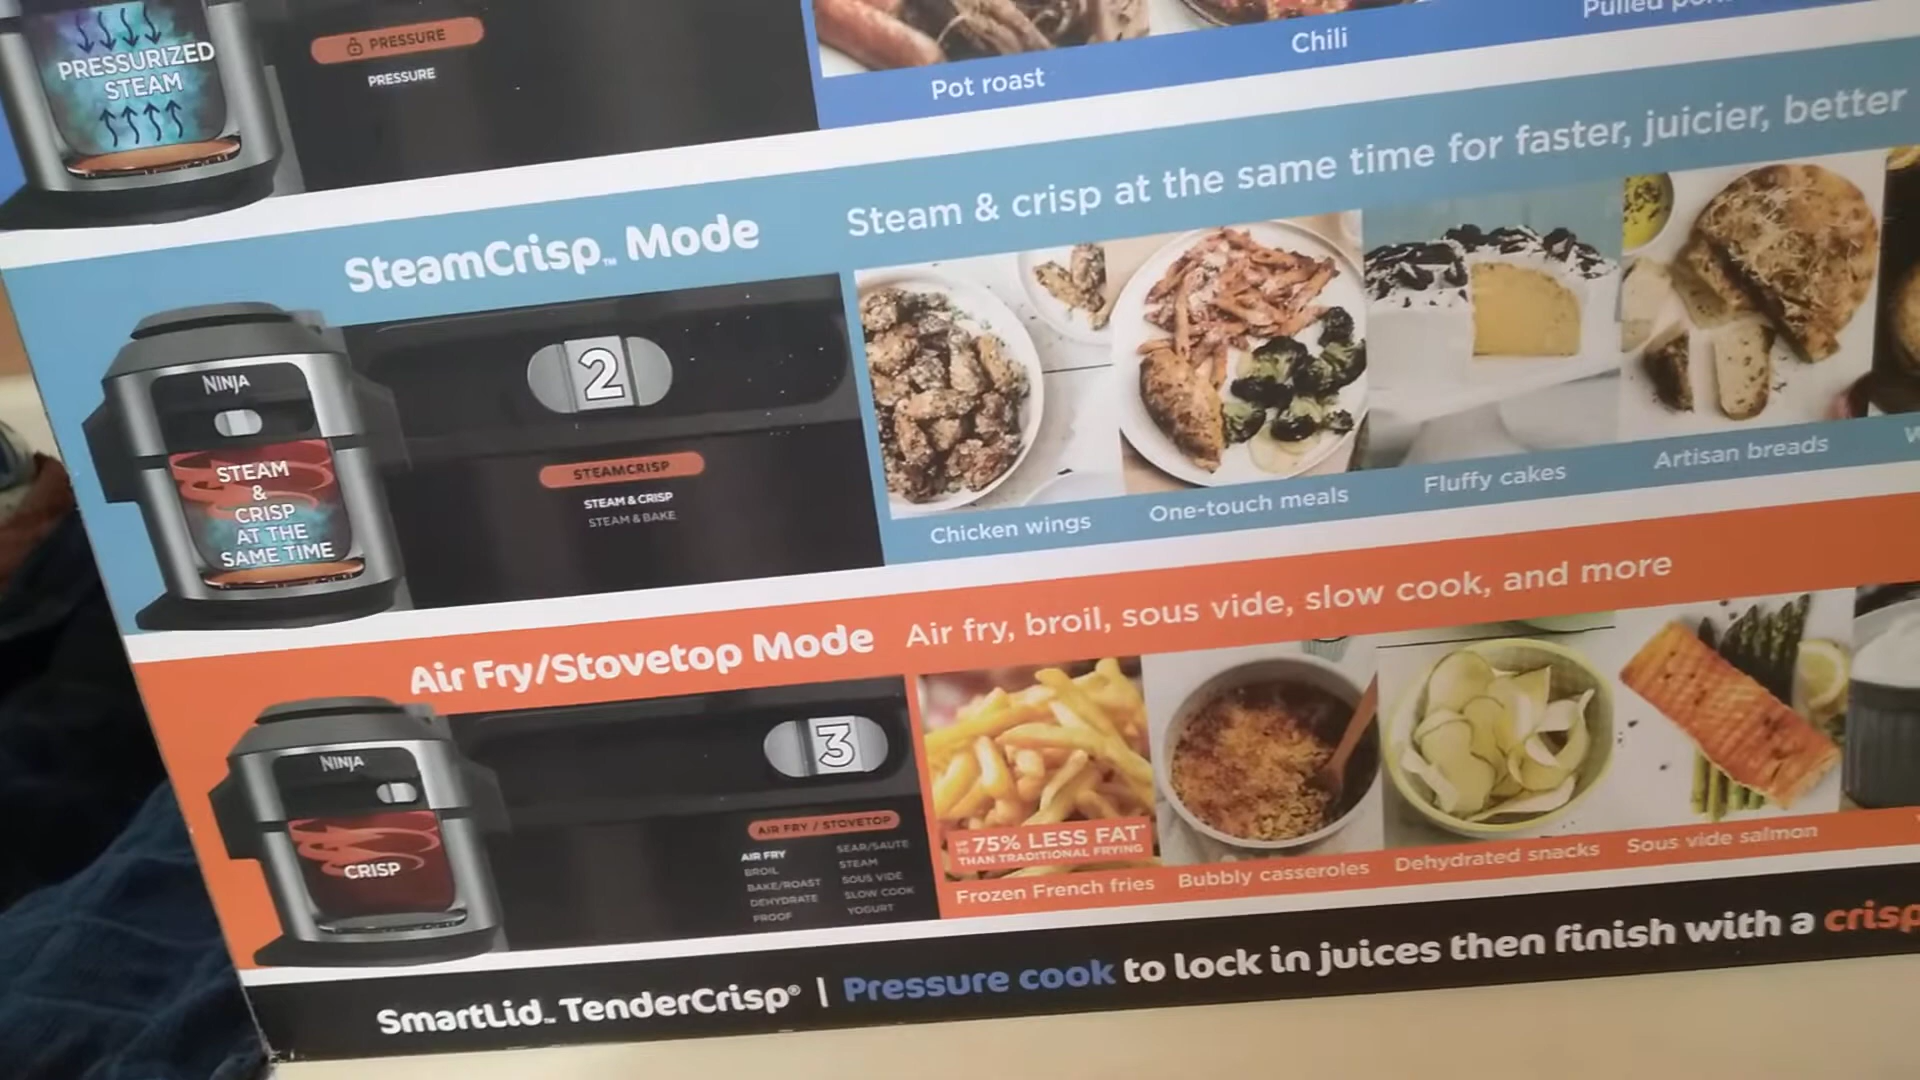 PRESSURIZED
STEAM
PRESSURE
PRESSURE
Pot roast
Chili
SteamCrisp™ Mode
Steam & crisp at the same time for faster, juicier, better
NINJA
STEAM
&
CRISP
AT THE
SAME TIME
2
STEAMCRISP
STEAM & CRISP
STEAM & BAKE
Chicken wings
One-touch meals
Fluffy cakes
Artisan breads
Air Fry/Stovetop Mode
Air fry, broil, sous vide, slow cook, and more
NINJA
CRISP
3
AIR FRY / STOVETOP
AIR FRY
BROIL
BAKE/ROAST
DEHYDRATE
PROOF
SEAR/SAUTÉ
STEAM
SOUS VIDE
SLOW COOK
YOGURT
UP TO 75% LESS FAT*
THAN TRADITIONAL FRYING
Frozen French fries
Bubbly casseroles
Dehydrated snacks
Sous vide salmon
SmartLid™ TenderCrisp® | Pressure cook to lock in juices then finish with a crisp